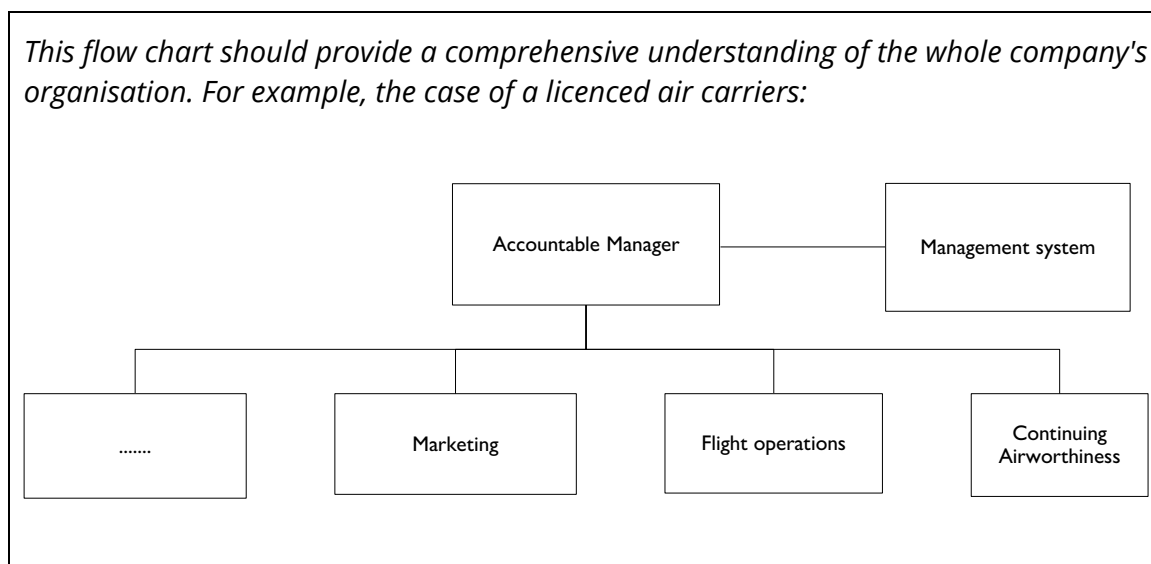 This flow chart should provide a comprehensive understanding of the whole company's
organisation. For example, the case of a licenced air carriers:
Accountable Manager
Management system
.......
Marketing
Flight operations
Continuing
Airworthiness